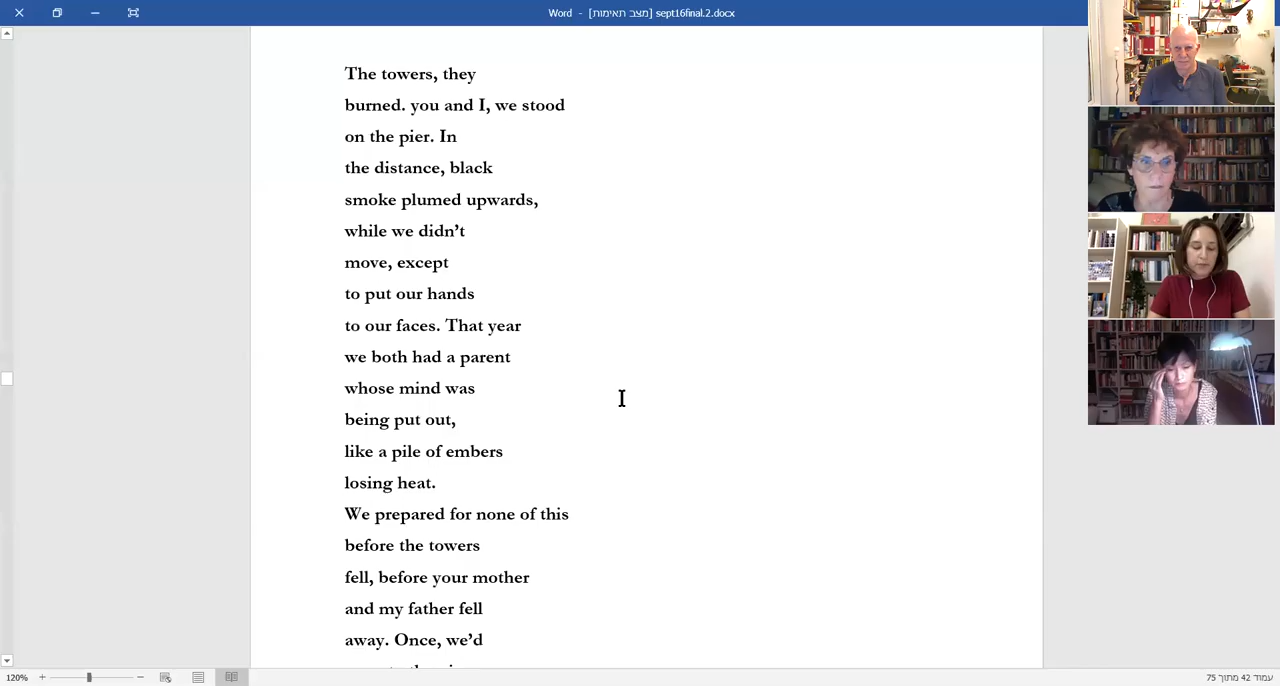 sept16final.2.docx [מצב תאימות] - Word
The towers, they
burned. you and I, we stood
on the pier. In
the distance, black
smoke plumed upwards,
while we didn’t
move, except
to put our hands
to our faces. That year
we both had a parent
whose mind was
being put out,
like a pile of embers
losing heat.
We prepared for none of this
before the towers
fell, before your mother
and my father fell
away. Once, we’d
120%
עמוד 42 מתוך 75